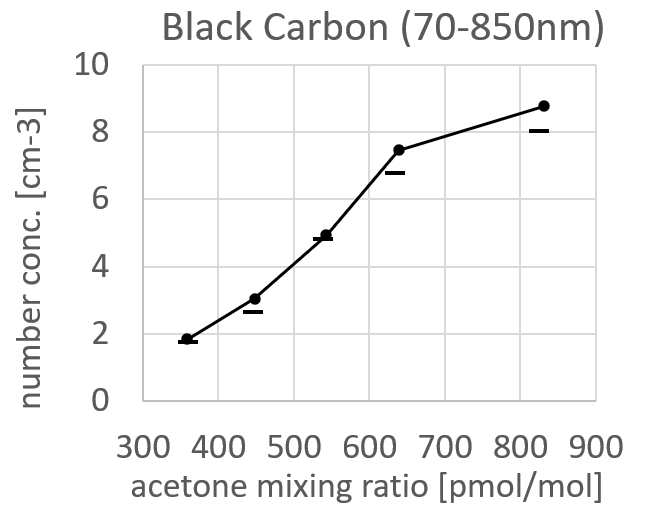 Black Carbon (70-850nm)
number conc. [cm-3]
10
8
6
4
2
0
300 400 500 600 700 800 900
acetone mixing ratio [pmol/mol]